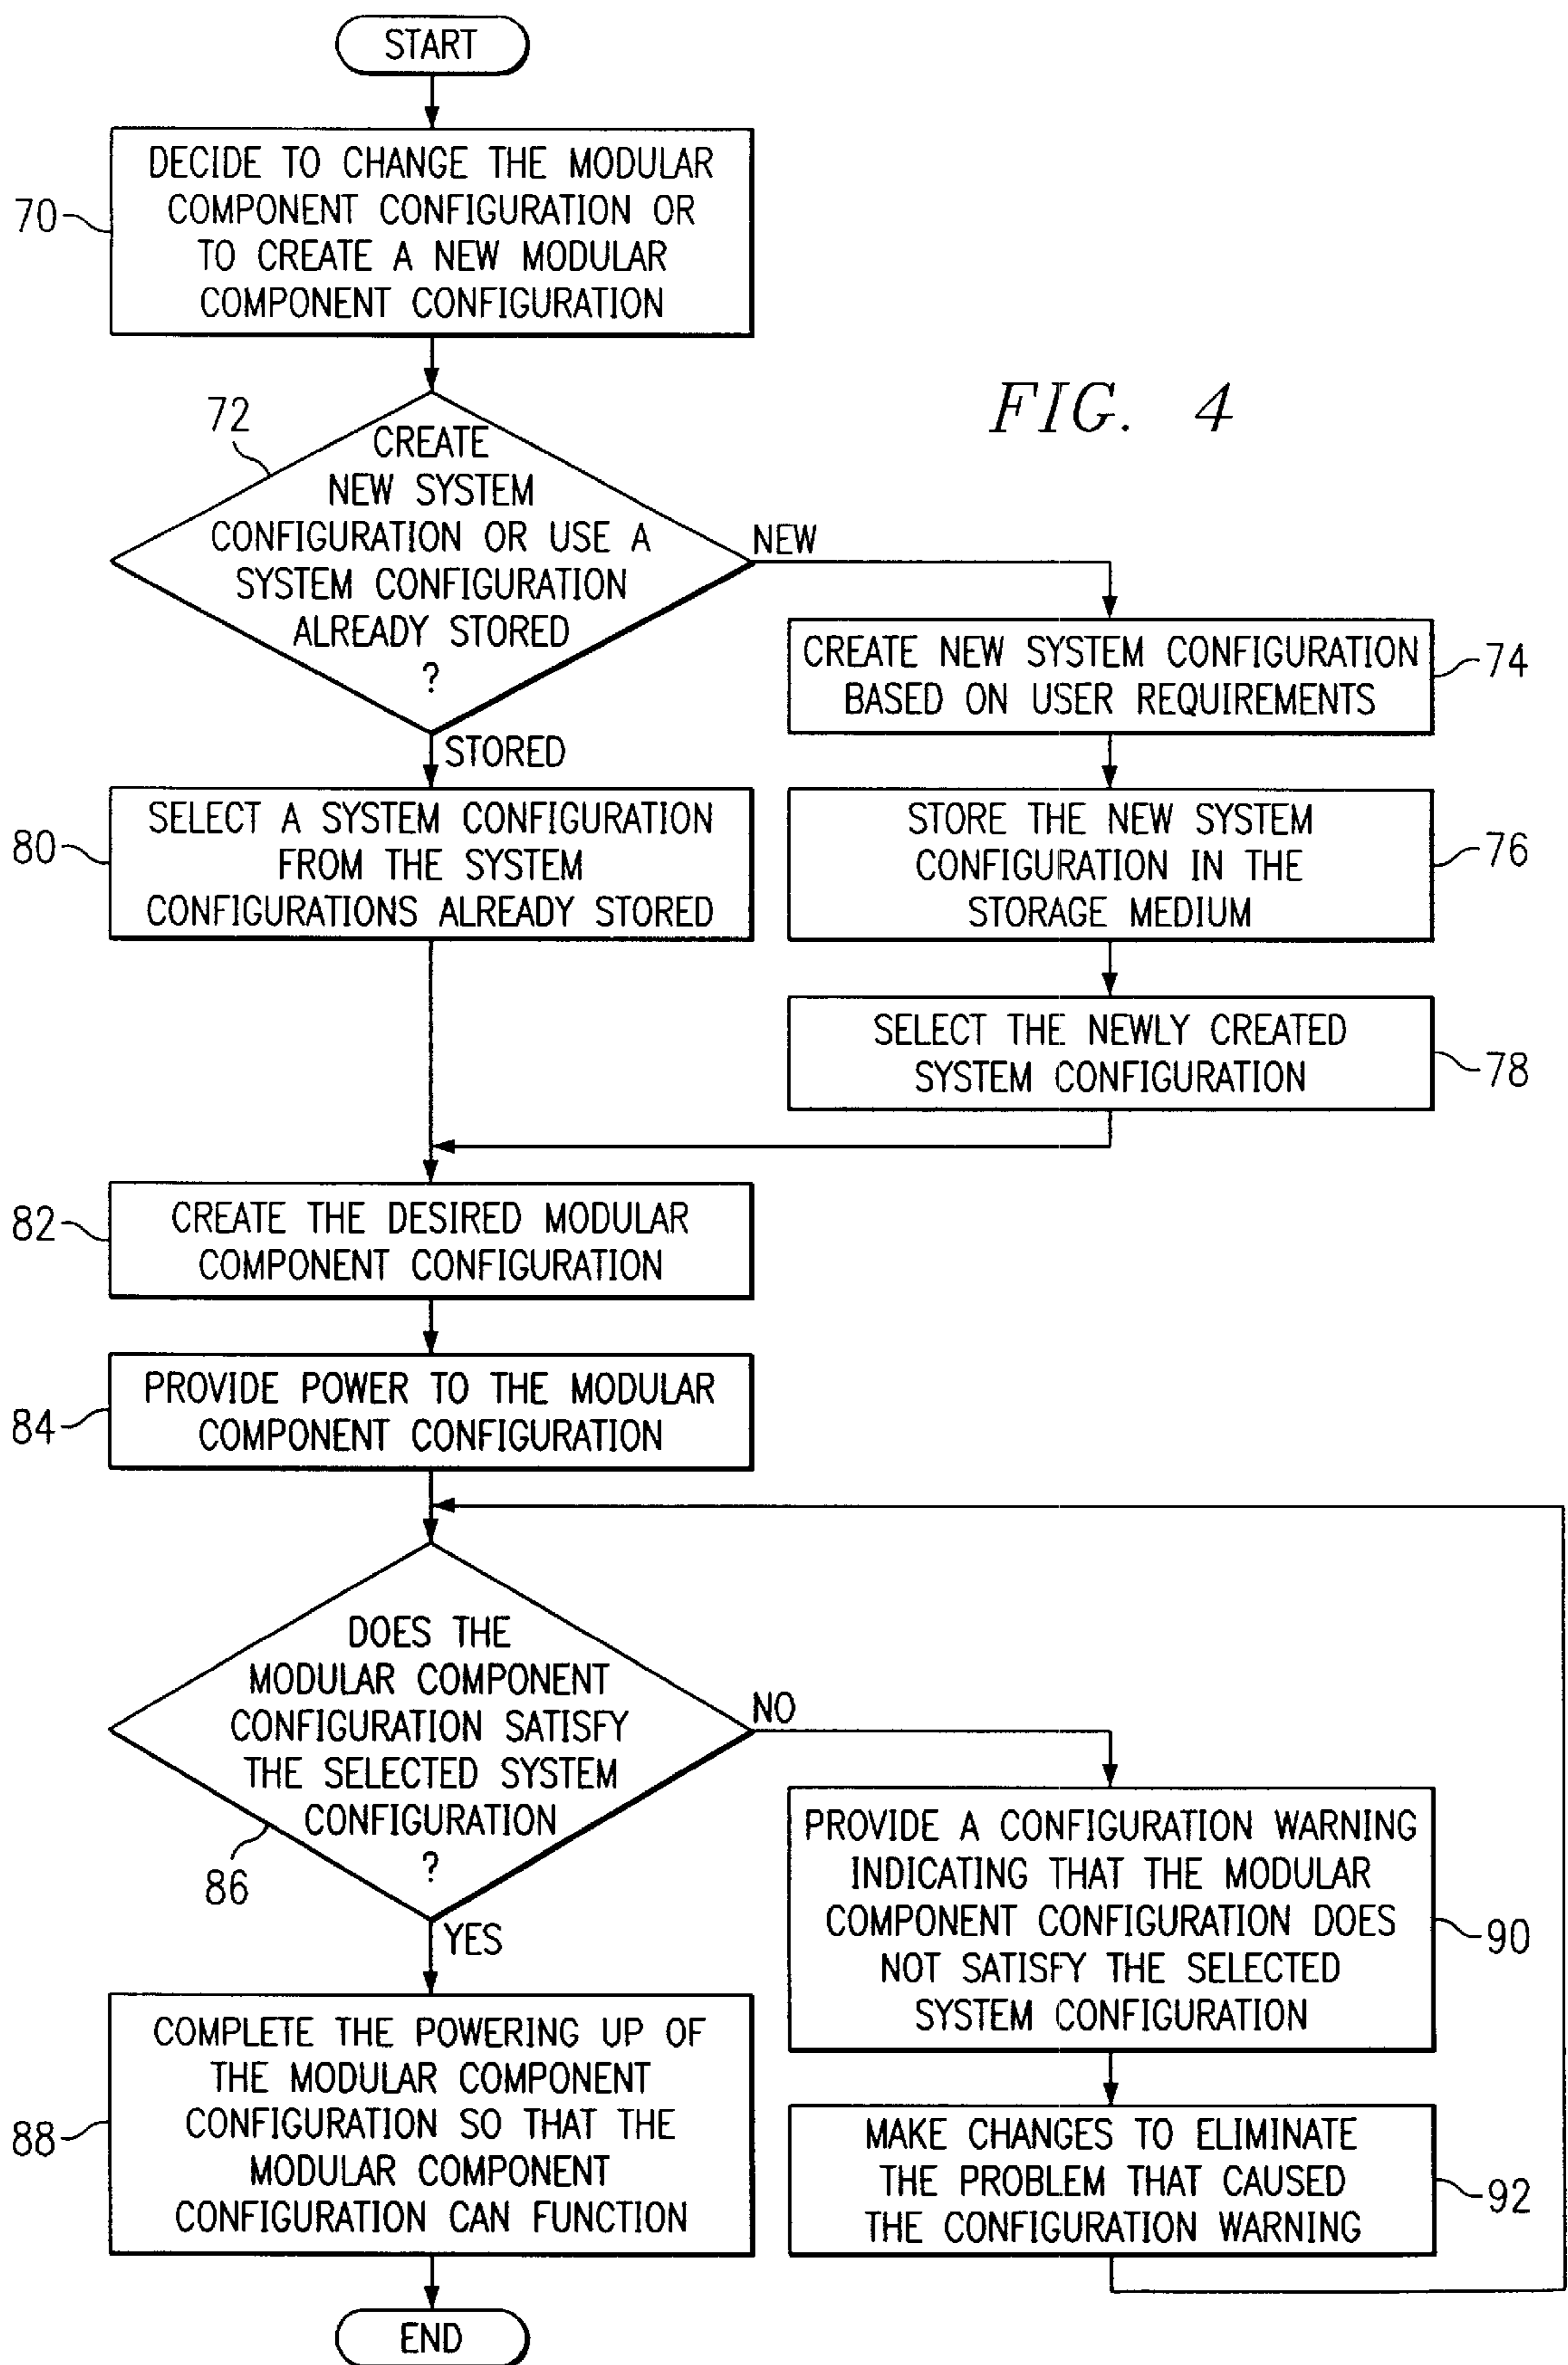 START
DECIDE TO CHANGE THE MODULAR
COMPONENT CONFIGURATION OR
TO CREATE A NEW MODULAR
COMPONENT CONFIGURATION
70
FIG. 4
72
CREATE
NEW SYSTEM
CONFIGURATION OR USE A
SYSTEM CONFIGURATION
ALREADY STORED
?
NEW
STORED
CREATE NEW SYSTEM CONFIGURATION
BASED ON USER REQUIREMENTS
74
STORE THE NEW SYSTEM
CONFIGURATION IN THE
STORAGE MEDIUM
76
SELECT THE NEWLY CREATED
SYSTEM CONFIGURATION
78
80
SELECT A SYSTEM CONFIGURATION
FROM THE SYSTEM
CONFIGURATIONS ALREADY STORED
82
CREATE THE DESIRED MODULAR
COMPONENT CONFIGURATION
84
PROVIDE POWER TO THE MODULAR
COMPONENT CONFIGURATION
DOES THE
MODULAR COMPONENT
CONFIGURATION SATISFY
THE SELECTED SYSTEM
CONFIGURATION
?
86
NO
YES
PROVIDE A CONFIGURATION WARNING
INDICATING THAT THE MODULAR
COMPONENT CONFIGURATION DOES
NOT SATISFY THE SELECTED
SYSTEM CONFIGURATION
90
MAKE CHANGES TO ELIMINATE
THE PROBLEM THAT CAUSED
THE CONFIGURATION WARNING
92
88
COMPLETE THE POWERING UP OF
THE MODULAR COMPONENT
CONFIGURATION SO THAT THE
MODULAR COMPONENT
CONFIGURATION CAN FUNCTION
END